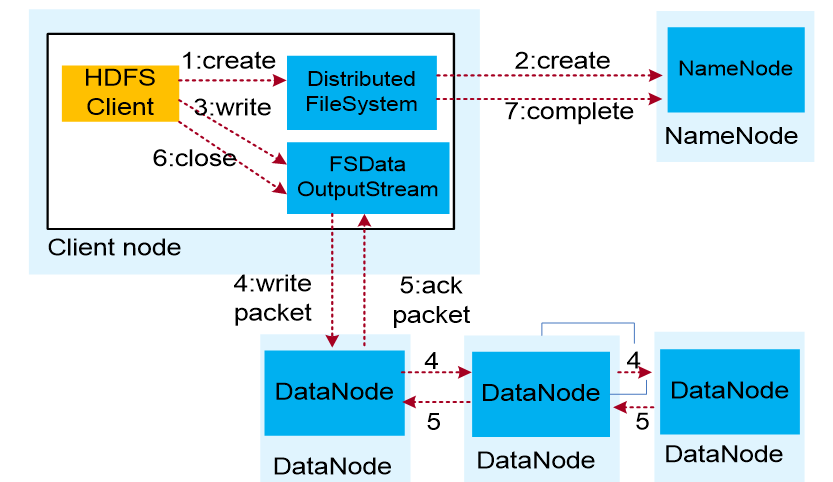 1:create
2:create
HDFS
Client
Distributed
FileSystem
NameNode
3:write
7:complete
NameNode
6:close
FSData
OutputStream
Client node
4:write
packet
5:ack
packet
4
4
DataNode
DataNode
DataNode
5
5
DataNode
DataNode
DataNode